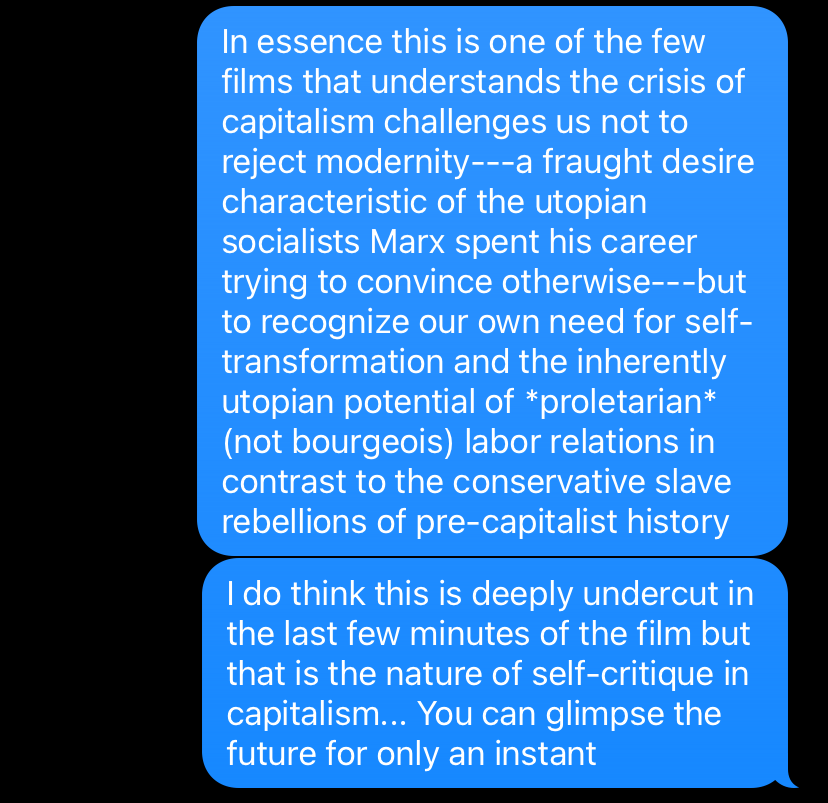 In essence this is one of the few
films that understands the crisis of
capitalism challenges us not to
reject modernity---a fraught desire
characteristic of the utopian
socialists Marx spent his career
trying to convince otherwise---but
to recognize our own need for self-
transformation and the inherently
utopian potential of *proletarian*
(not bourgeois) labor relations in
contrast to the conservative slave
rebellions of pre-capitalist history
I do think this is deeply undercut in
the last few minutes of the film but
that is the nature of self-critique in
capitalism... You can glimpse the
future for only an instant